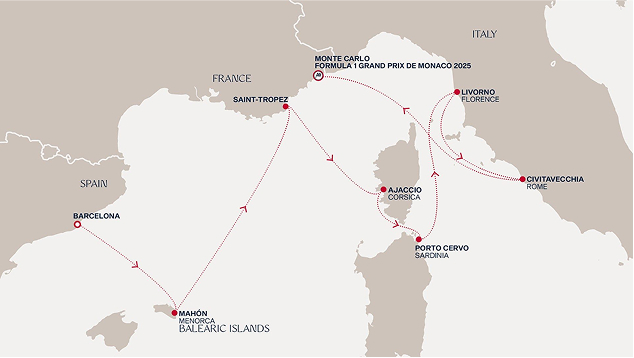 ITALY
MONTE CARLO
FORMULA 1 GRAND PRIX DE MONACO 2025
FRANCE
LIVORNO
FLORENCE
SAINT-TROPEZ
CIVITAVECCHIA
ROME
SPAIN
AJACCIO
CORSICA
BARCELONA
PORTO CERVO
SARDINIA
MAHÓN
MENORCA
BALEARIC ISLANDS